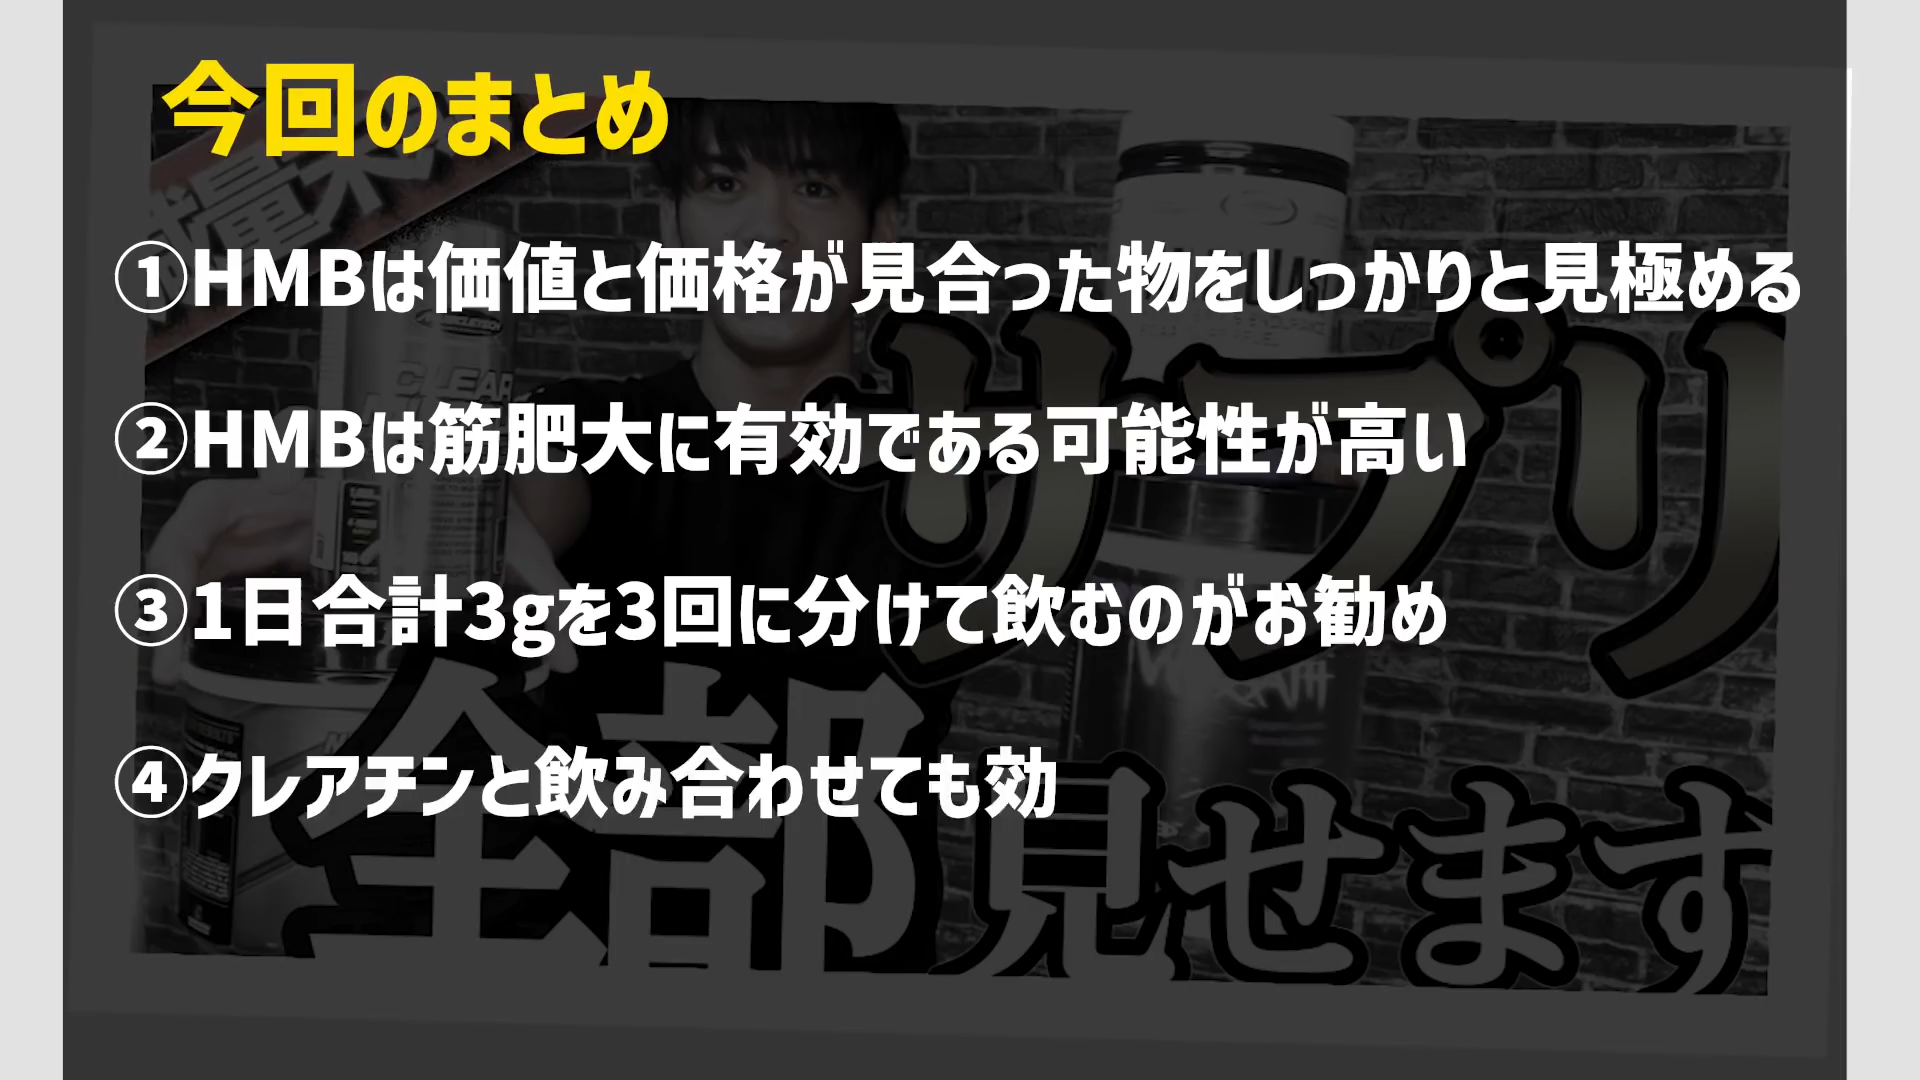 今回のまとめ
①HMBは価値と価格が見合った物をしっかりと見極める
②HMBは筋肥大に有効である可能性が高い
③1日合計3gを3回に分けて飲むのがお勧め
④クレアチンと飲み合わせても効
サプリ
全部見せます
CLEAR